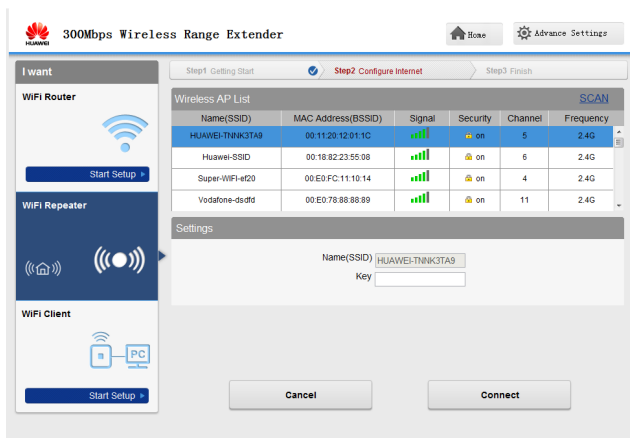 HUAWEI 300Mbps Wireless Range Extender Home Advance Settings
I want
WiFi Router
Start Setup
WiFi Repeater
WiFi Client
PC
Start Setup
Step1 Getting Start Step2 Configure Internet Step3 Finish
Wireless AP List SCAN
Name(SSID) MAC Address(BSSID) Signal Security Channel Frequency
HUAWEI-TNNK3TA9 00:11:20:12:01:1C on 5 2.4G
Huawei-SSID 00:18:82:23:55:08 on 6 2.4G
Super-WIFI-ef20 00:E0:FC:11:10:14 on 4 2.4G
Vodafone-dsdfd 00:E0:78:88:88:89 on 11 2.4G
Settings
Name(SSID) HUAWEI-TNNK3TA9
Key
Cancel Connect